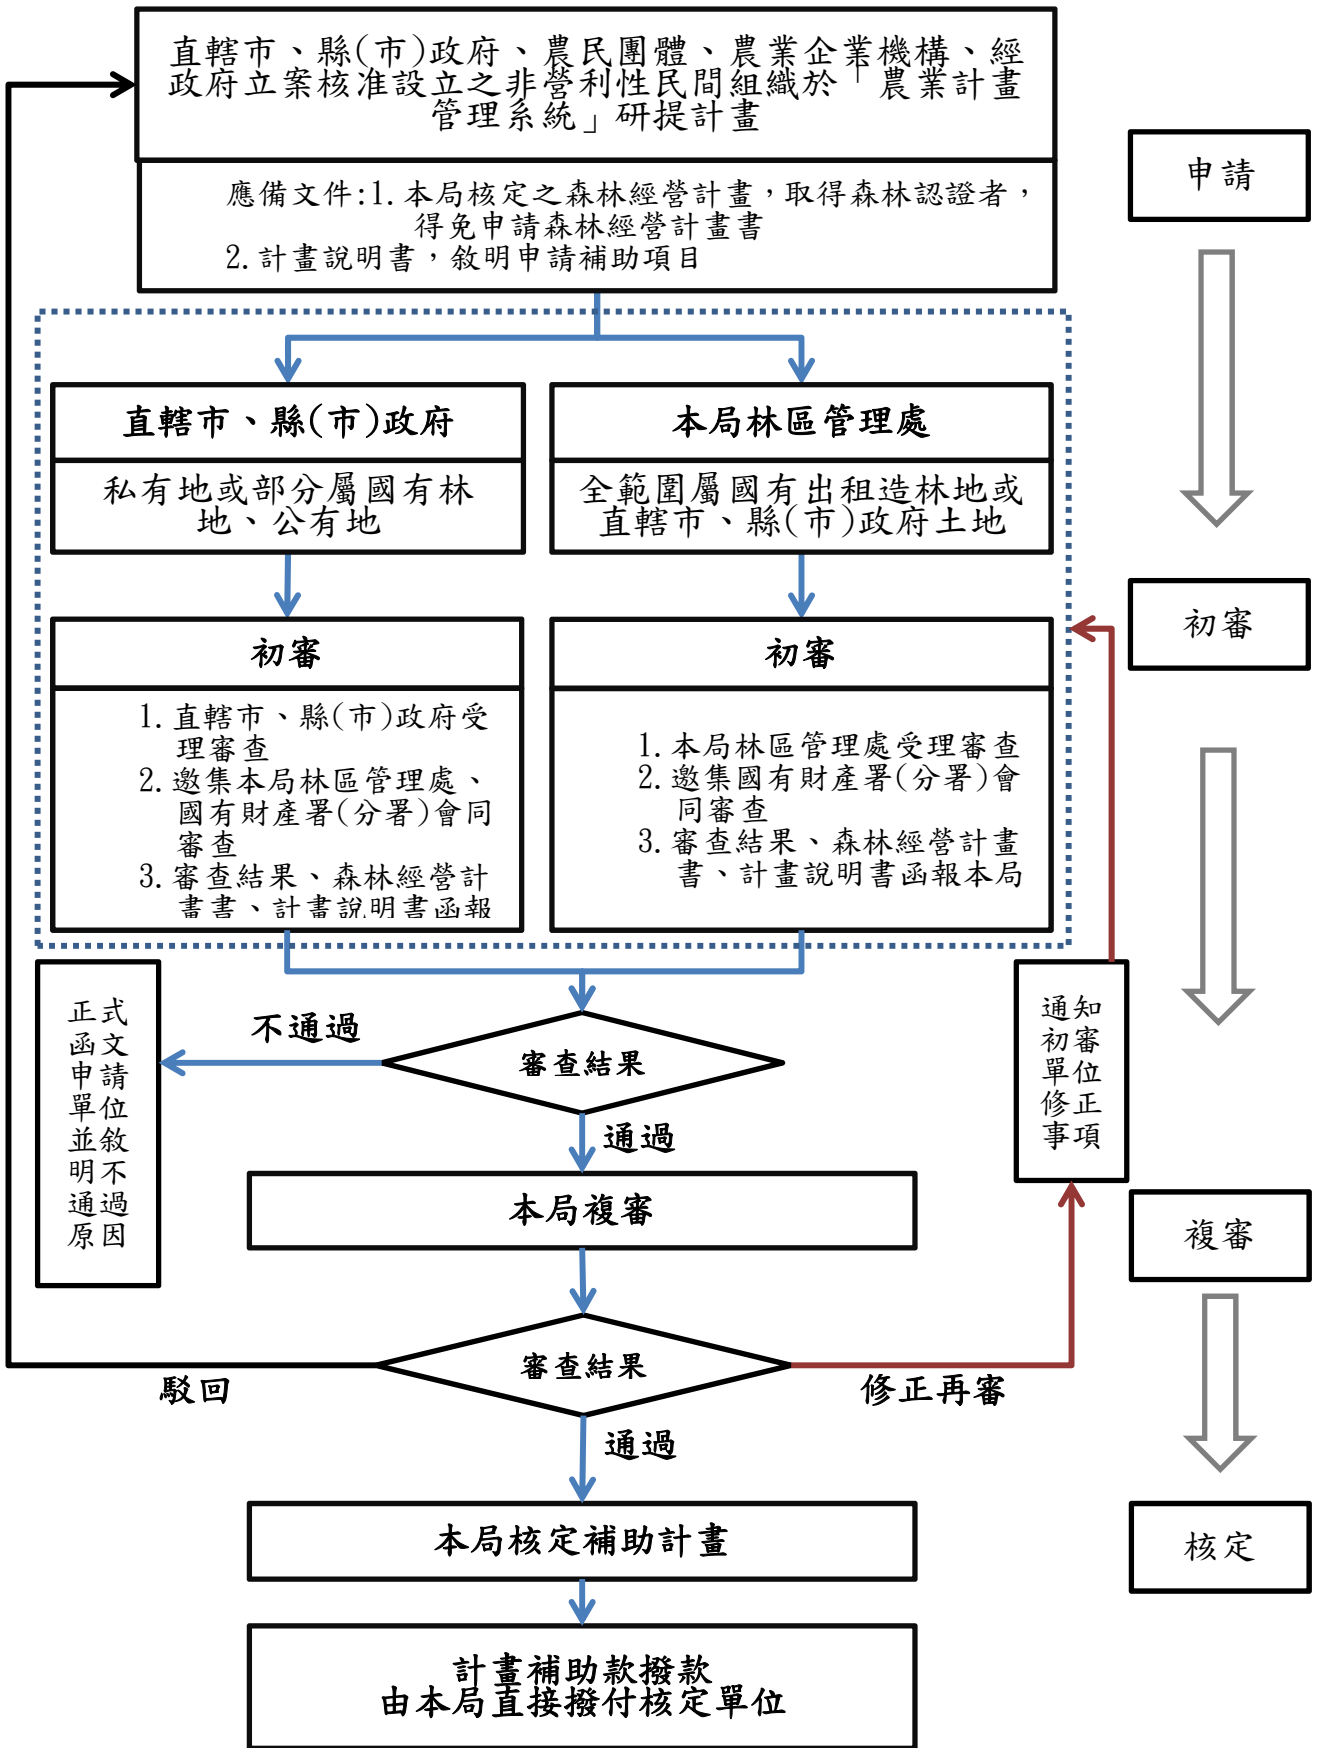 直轄市、縣(市)政府、農民團體、農業企業機構、經
政府立案核准設立之非營利性民間組織於「農業計畫
管理系統」研提計畫
申請
應備文件:1.本局核定之森林經營計畫，取得森林認證者，
得免申請森林經營計畫書
2.計畫說明書，敘明申請補助項目
直轄市、縣(市)政府
私有地或部分屬國有林
地、公有地
本局林區管理處
全範圍屬國有出租造林地或
直轄市、縣(市)政府土地
初審
初審
1.直轄市、縣(市)政府受
理審查
2.邀集本局林區管理處、
國有財產署(分署)會同
審查
3.審查結果、森林經營計
畫書、計畫說明書函報
初審
1.本局林區管理處受理審查
2.邀集國有財產署(分署)會
同審查
3.審查結果、森林經營計畫
書、計畫說明書函報本局
正式
函文
申請
單位
並敘
明不
通過
原因
不通過
審查結果
通過
通知
初審
單位
修正
事項
本局複審
複審
審查結果
駁回
修正再審
通過
本局核定補助計畫
核定
計畫補助款撥款
由本局直接撥付核定單位